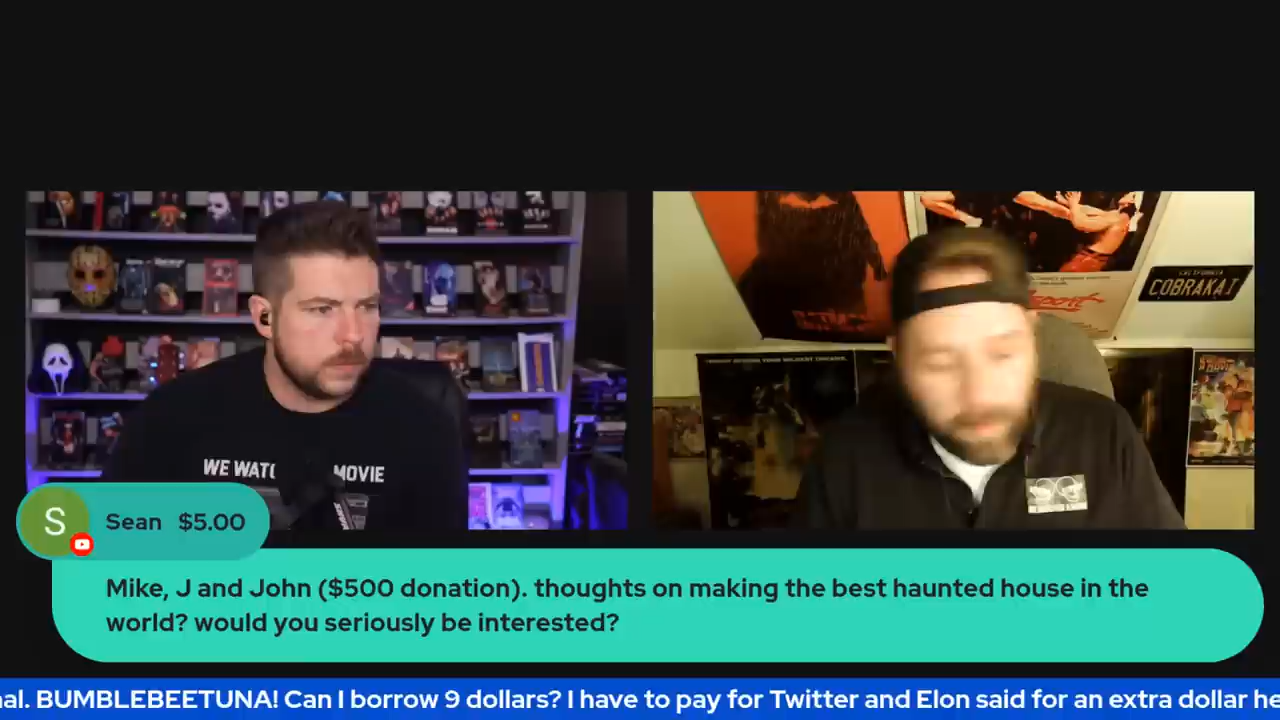 CALIFORNIA
COBRAKAI
WE WATC MOVIE
S
Sean $5.00
Mike, J and John ($500 donation). thoughts on making the best haunted house in the
world? would you seriously be interested?
al. BUMBLEBEETUNA! Can I borrow 9 dollars? I have to pay for Twitter and Elon said for an extra dollar he